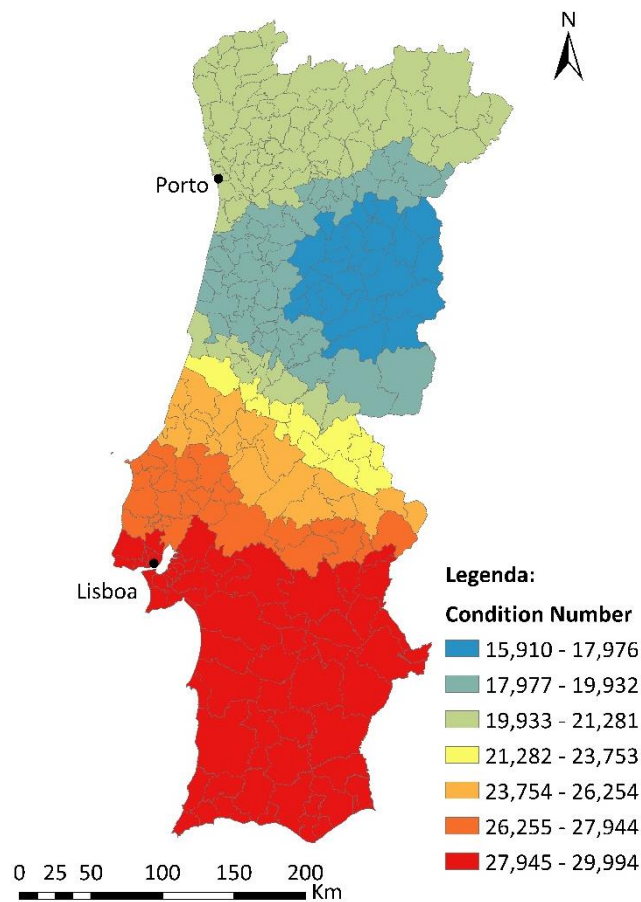 N
Porto
Lisboa
Legenda:
Condition Number
15,910 - 17,976
17,977 - 19,932
19,933 - 21,281
21,282 - 23,753
23,754 - 26,254
26,255 - 27,944
27,945 - 29,994
0 25 50 100 150 200
Km